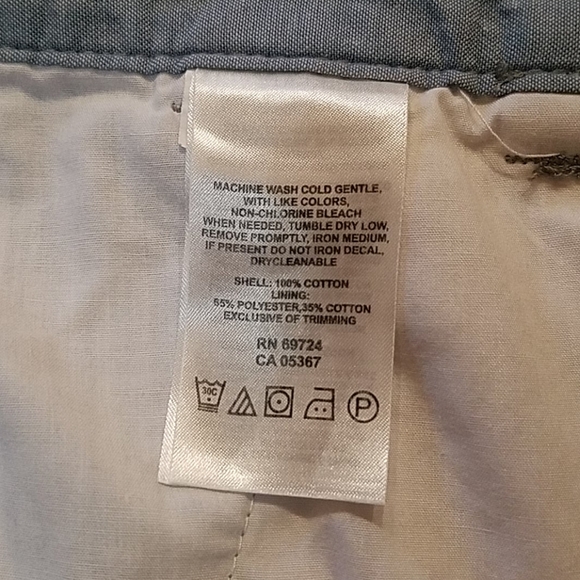 MACHINE WASH COLD GENTLE,
WITH LIKE COLORS,
NON-CHLORINE BLEACH
WHEN NEEDED, TUMBLE DRY LOW,
REMOVE PROMPTLY, IRON MEDIUM,
IF PRESENT DO NOT IRON DECAL,
DRYCLEANABLE
SHELL: 100% COTTON
LINING:
65% POLYESTER,35% COTTON
EXCLUSIVE OF TRIMMING
RN 69724
CA 05367
30C P